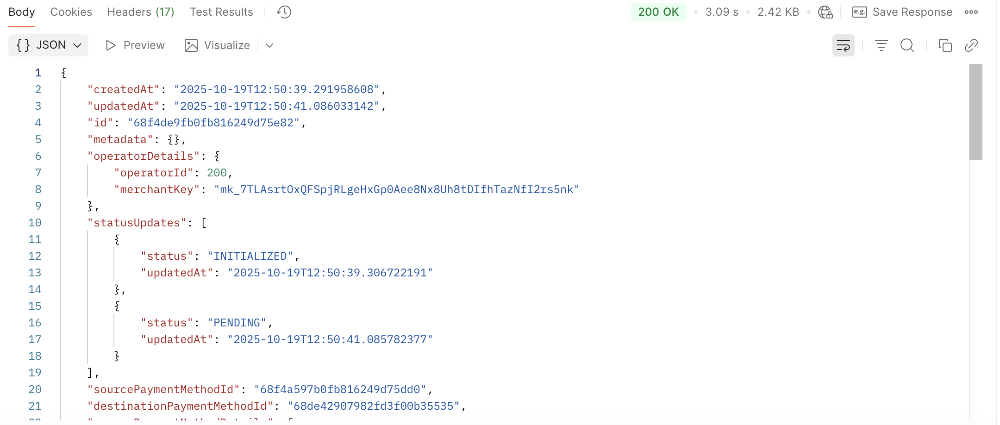 Body Cookies Headers (17) Test Results 200 OK 3.09 s 2.42 KB e.g. Save Response
{} JSON Preview Visualize
1 {
2 "createdAt": "2025-10-19T12:50:39.291958608",
3 "updatedAt": "2025-10-19T12:50:41.086033142",
4 "id": "68f4de9fb0fb816249d75e82",
5 "metadata": {},
6 "operatorDetails": {
7 "operatorId": 200,
8 "merchantKey": "mk_7TLAsrtOxQFSpjRLgeHxGp0Aee8Nx8Uh8tDIfhTazNfI2rs5nk"
9 },
10 "statusUpdates": [
11 {
12 "status": "INITIALIZED",
13 "updatedAt": "2025-10-19T12:50:39.306722191"
14 },
15 {
16 "status": "PENDING",
17 "updatedAt": "2025-10-19T12:50:41.085782377"
18 }
19 ],
20 "sourcePaymentMethodId": "68f4a597b0fb816249d75dd0",
21 "destinationPaymentMethodId": "68de42907982fd3f00b35535",